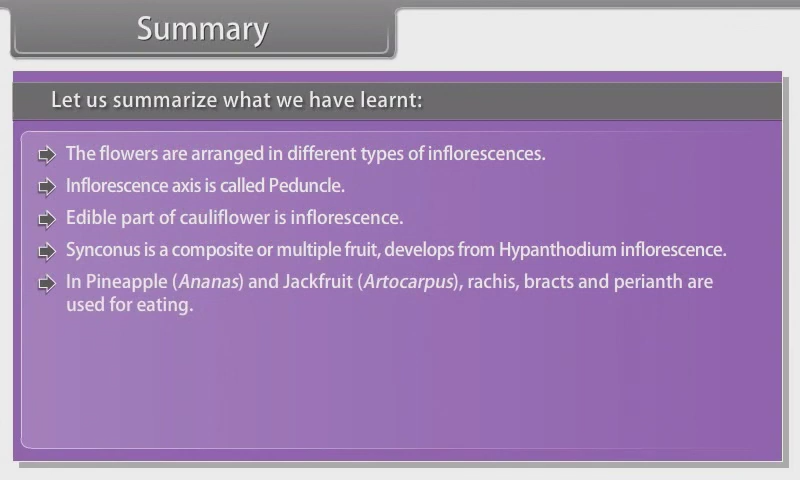 Summary
Let us summarize what we have learnt:
The flowers are arranged in different types of inflorescences.
Inflorescence axis is called Peduncle.
Edible part of cauliflower is inflorescence.
Synconus is a composite or multiple fruit, develops from Hypanthodium inflorescence.
In Pineapple (Ananas) and Jackfruit (Artocarpus), rachis, bracts and perianth are
used for eating.